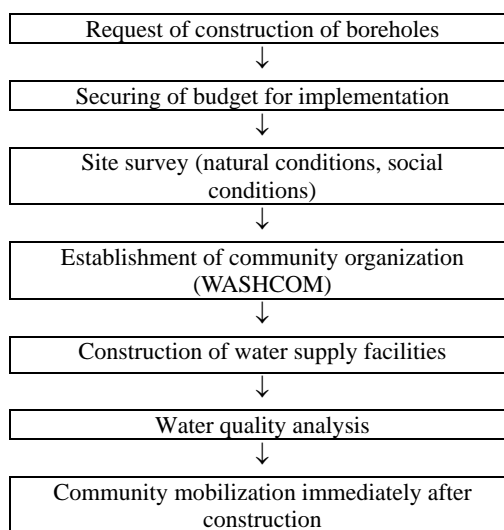 Request of construction of boreholes
↓
Securing of budget for implementation
↓
Site survey (natural conditions, social
conditions)
↓
Establishment of community organization
(WASHCOM)
↓
Construction of water supply facilities
↓
Water quality analysis
↓
Community mobilization immediately after
construction